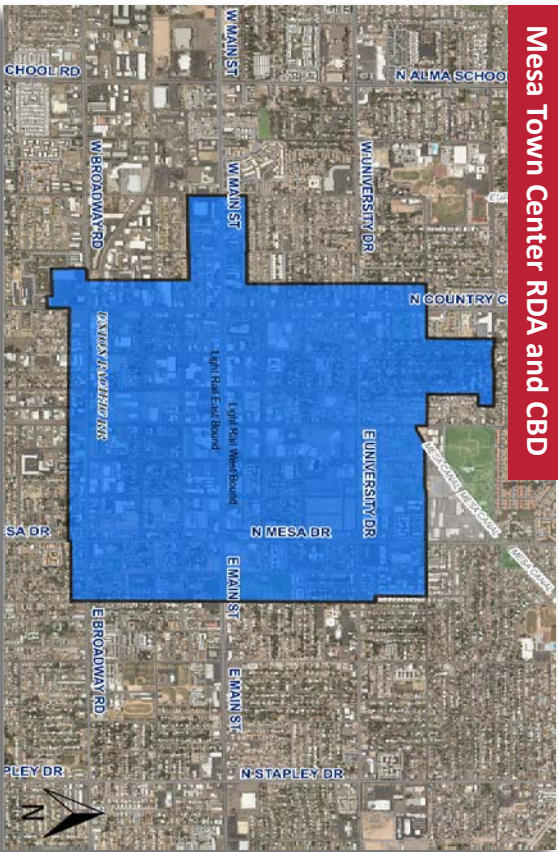 Mesa Town Center RDA and CBD
W MAIN ST
CHOOL RD
N ALMA SCHOO
W BROADWAY RD
W MAIN ST
W UNIVERSITY DR
N COUNTRY C
UNION PACIFIC RR
Light Rail East Bound
Light Rail West Bound
E UNIVERSITY DR
MESA CANAL
MESA CANAL
MESA CANAL
SA DR
N MESA DR
E MAIN ST
E BROADWAY RD
E MAIN ST
PLEY DR
N STAPLEY DR
N